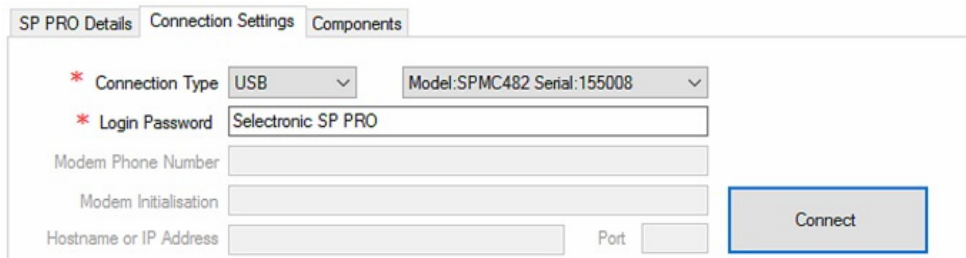 SP PRO Details Connection Settings Components
* Connection Type USB Model:SPMC482 Serial:155008
* Login Password Selectronic SP PRO
Modem Phone Number
Modem Initialisation
Connect
Hostname or IP Address Port